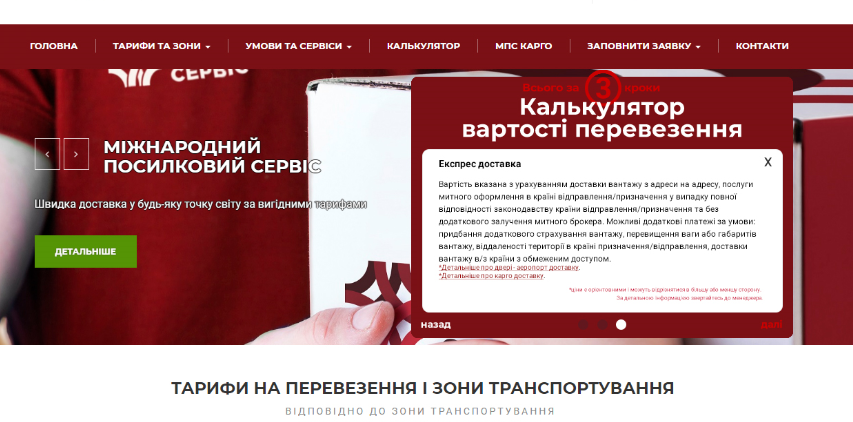 ГОЛОВНА
ТАРИФИ ТА ЗОНИ
УМОВИ ТА СЕРВІСИ
КАЛЬКУЛЯТОР
МПС КАРГО
ЗАПОВНИТИ ЗАЯВКУ
КОНТАКТИ
СЕРВІС
МІЖНАРОДНИЙ
ПОСИЛКОВИЙ СЕРВІС
Швидка доставка у будь-яку точку світу за вигідними тарифами
ДЕТАЛЬНІШЕ
Всього за 3 кроки
Калькулятор
вартості перевезення
Експрес доставка
X
Вартість вказана з урахуванням доставки вантажу з адреси на адресу, послуги
митного оформлення в країні відправлення/призначення у випадку повної
відповідності законодавству країни відправлення/призначення та без
додаткового залучення митного брокера. Можливі додаткові платежі за умови:
придбання додаткового страхування вантажу, перевищення ваги або габаритів
вантажу, віддаленості території в країні призначення/відправлення, доставки
вантажу в/з країни з обмеженим доступом.
*Детальніше про двері-аеропорт доставку.
*Детальніше про карго доставку.
*ціни є орієнтовними і можуть відрізнятися в більшу або меншу сторону.
За детальною інформацією звертайтесь до менеджера.
назад
далі
ТАРИФИ НА ПЕРЕВЕЗЕННЯ І ЗОНИ ТРАНСПОРТУВАННЯ
ВІДПОВІДНО ДО ЗОНИ ТРАНСПОРТУВАННЯ